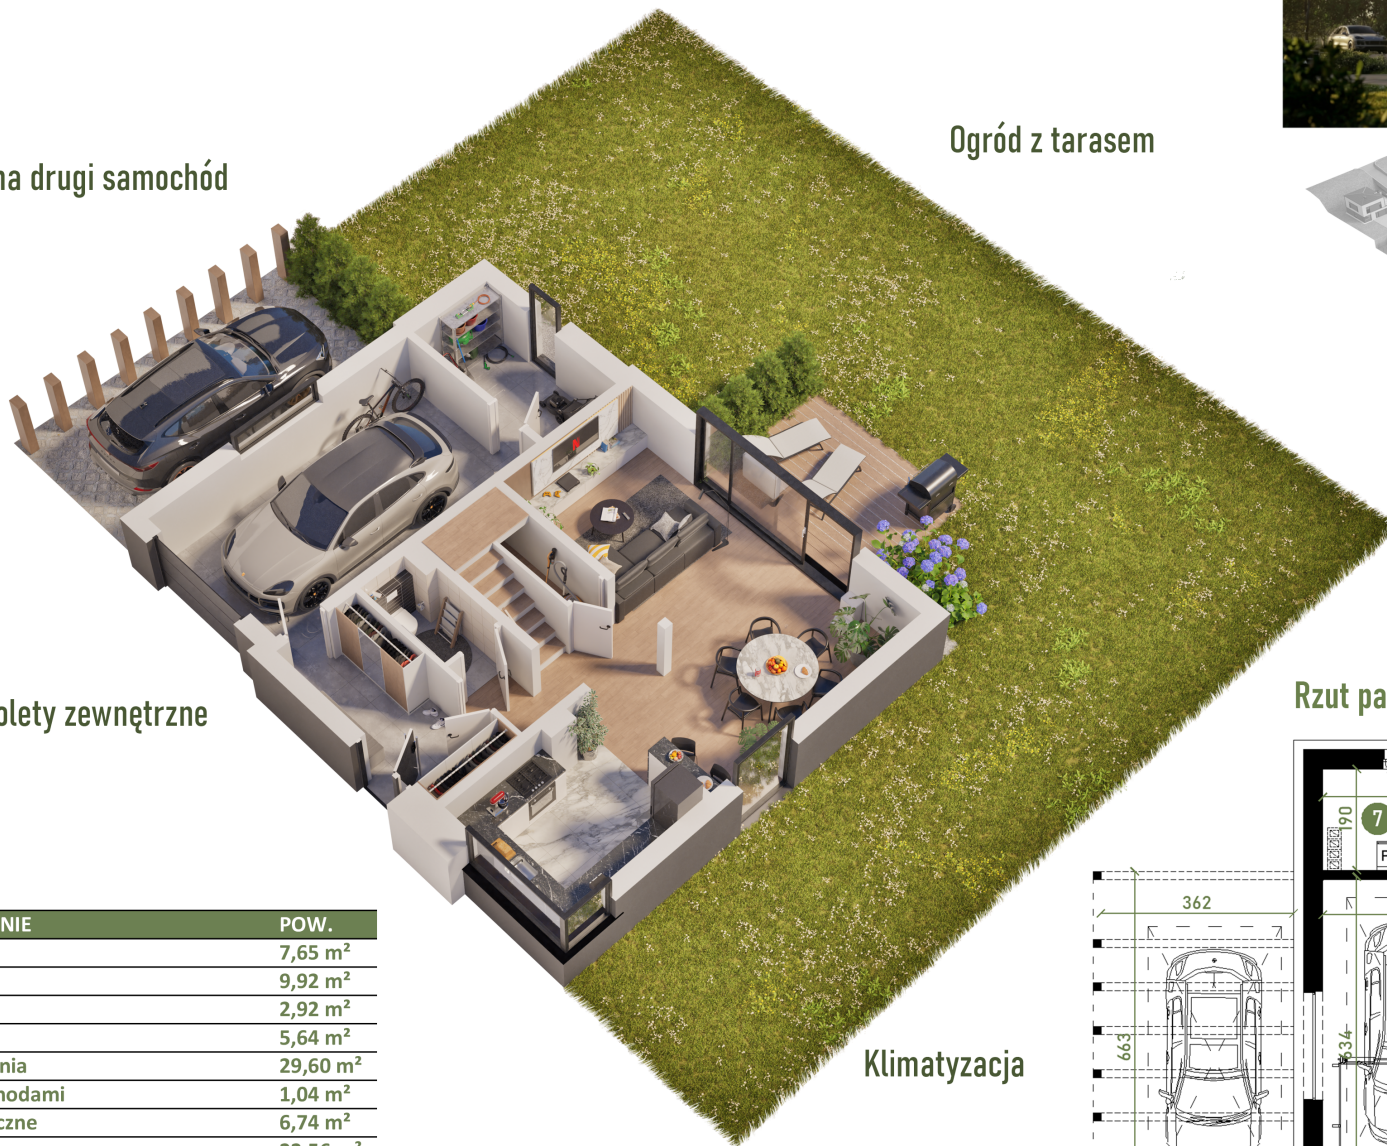 Ogród z tarasem
na drugi samochód
olety zewnętrzne
Rzut pa
NIE POW.
7,65 m²
9,92 m²
2,92 m²
5,64 m²
nia 29,60 m²
hodami 1,04 m²
czne 6,74 m²
Klimatyzacja
190
7
362
663
634